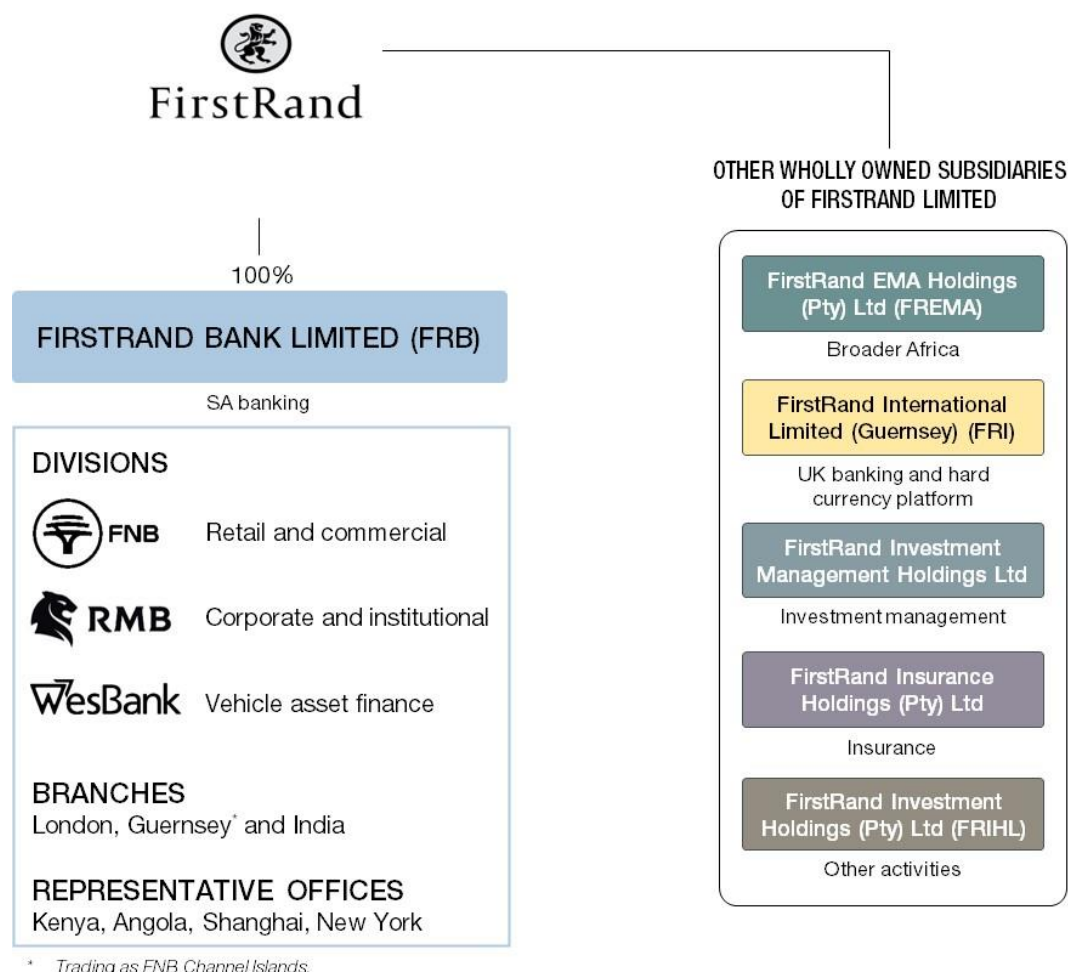 FirstRand
100%
FIRSTRAND BANK LIMITED (FRB)
SA banking
DIVISIONS
FNB Retail and commercial
RMB Corporate and institutional
WesBank Vehicle asset finance
BRANCHES
London, Guernsey* and India
REPRESENTATIVE OFFICES
Kenya, Angola, Shanghai, New York
* Trading as FNB Channel Islands.
OTHER WHOLLY OWNED SUBSIDIARIES
OF FIRSTRAND LIMITED
FirstRand EMA Holdings
(Pty) Ltd (FREMA)
Broader Africa
FirstRand International
Limited (Guernsey) (FRI)
UK banking and hard
currency platform
FirstRand Investment
Management Holdings Ltd
Investment management
FirstRand Insurance
Holdings (Pty) Ltd
Insurance
FirstRand Investment
Holdings (Pty) Ltd (FRIHL)
Other activities